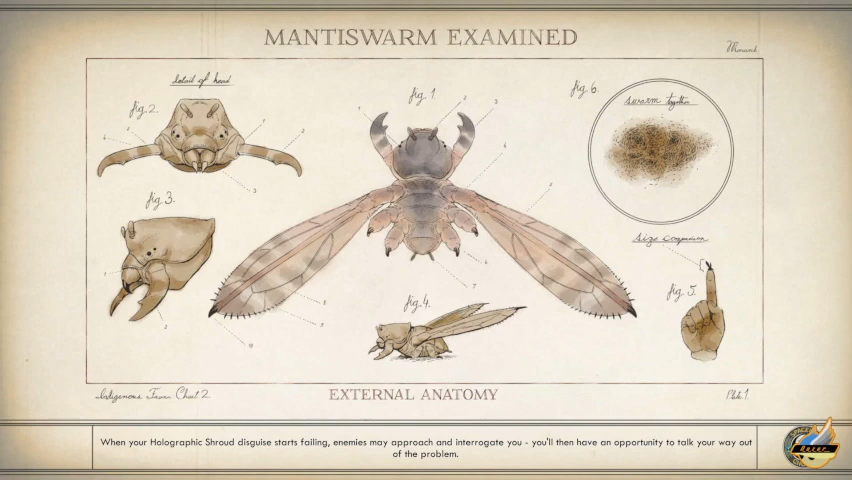 MANTISWARM EXAMINED
detail of head
fig. 1.
fig. 2.
fig. 3.
fig. 4.
fig. 5.
fig. 6.
swarm together
size comparison
Indigenous Fauna Chart 2
EXTERNAL ANATOMY
Plate 1.
When your Holographic Shroud disguise starts failing, enemies may approach and interrogate you - you'll then have an opportunity to talk your way out
of the problem.